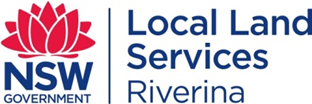 NSW
GOVERNMENT
Local Land
Services
Riverina